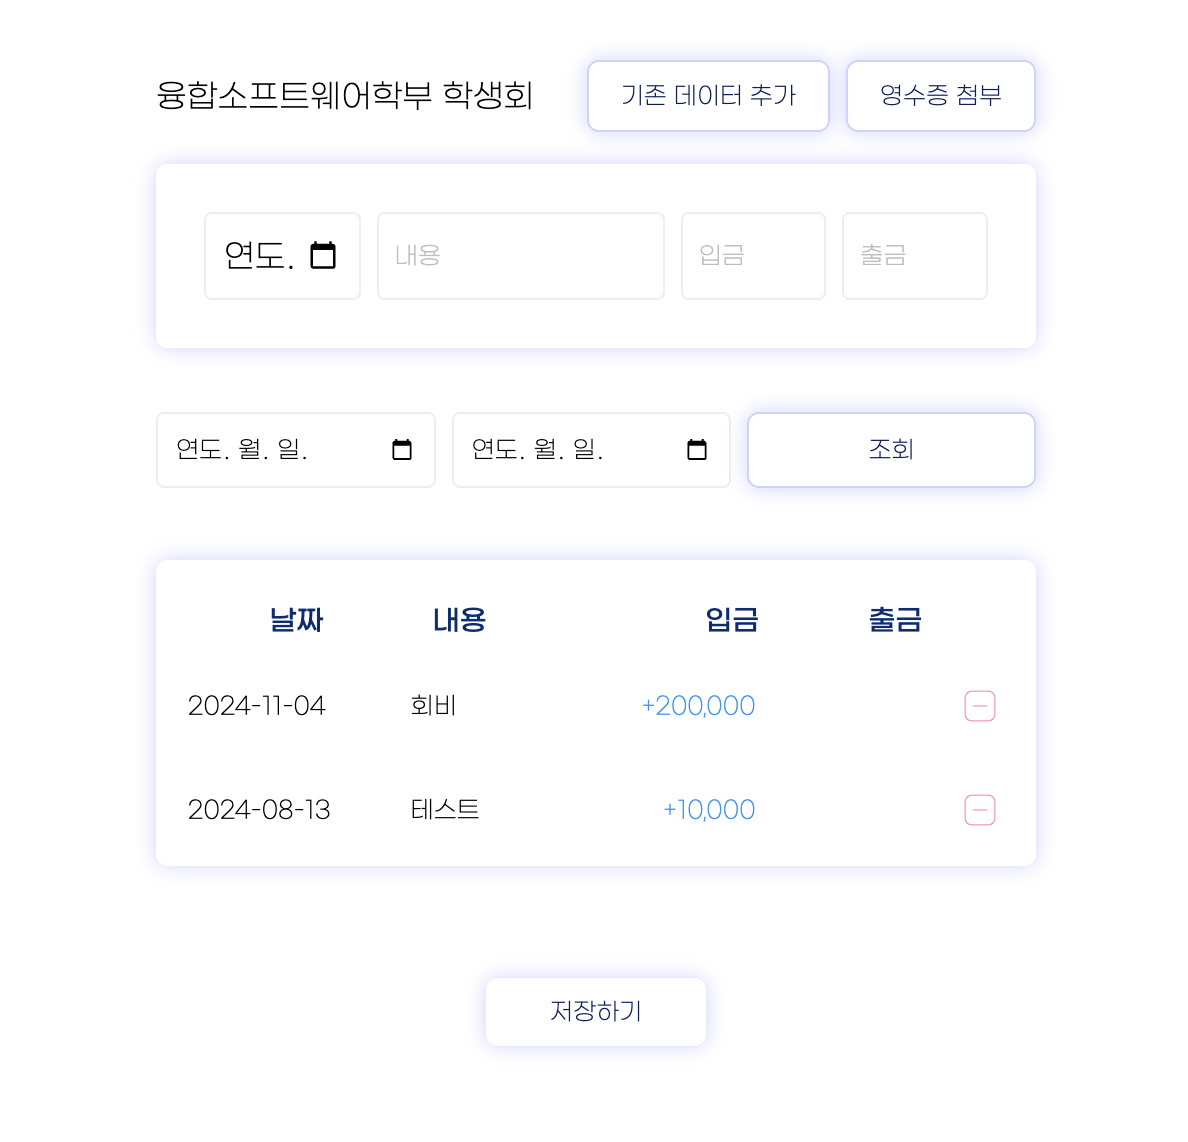 융합소프트웨어학부 학생회 기존 데이터 추가 영수증 첨부
연도. 내용 입금 출금
연도. 월. 일. 연도. 월. 일. 조회
날짜 내용 입금 출금
2024-11-04 회비 +200,000
2024-08-13 테스트 +10,000
저장하기